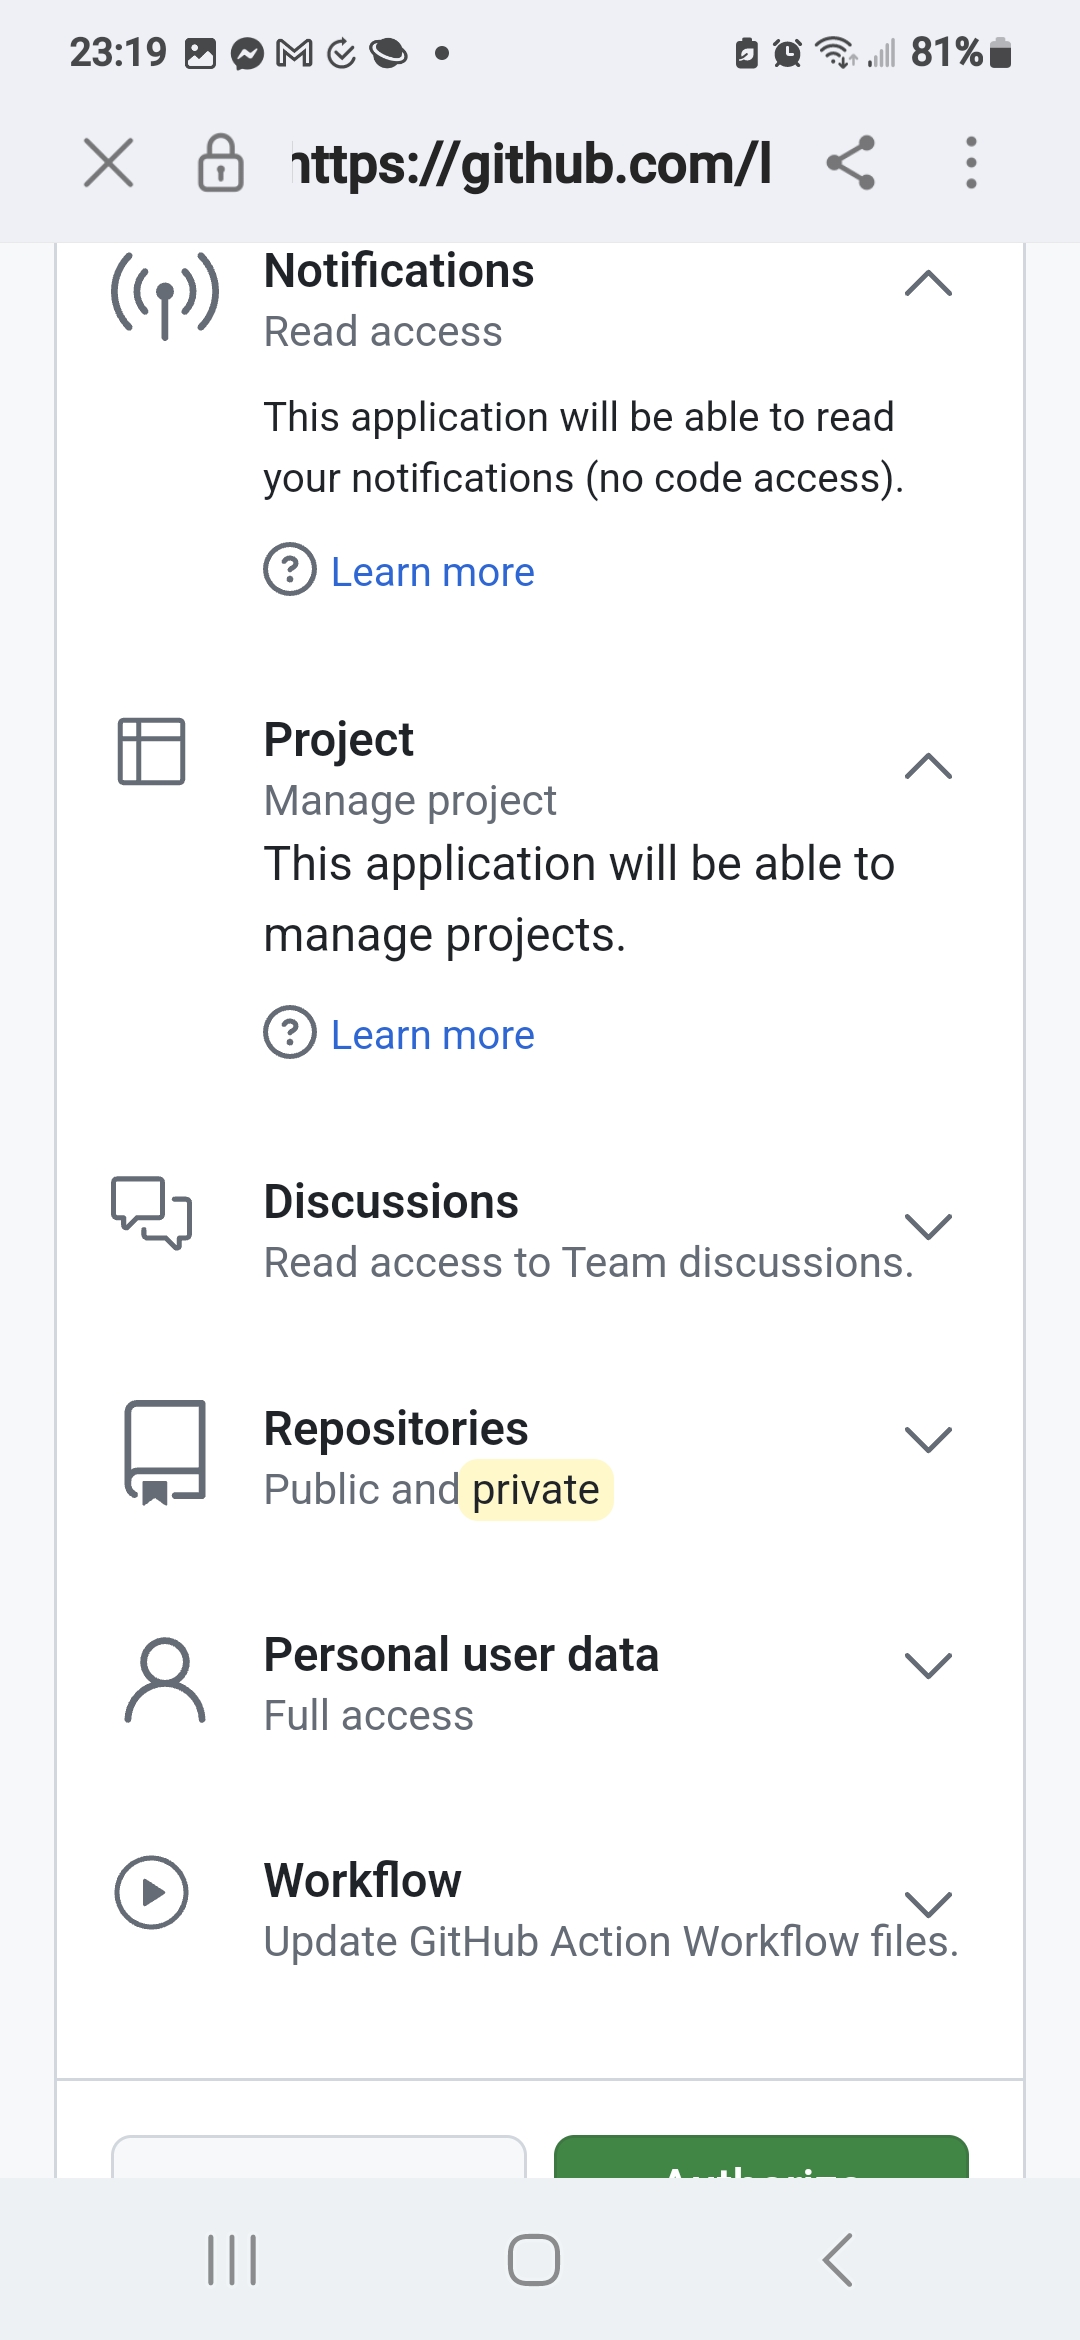 23:19
81%
https://github.com/l
Notifications
Read access
This application will be able to read
your notifications (no code access).
Learn more
Project
Manage project
This application will be able to
manage projects.
Learn more
Discussions
Read access to Team discussions.
Repositories
Public and private
Personal user data
Full access
Workflow
Update GitHub Action Workflow files.
Authorize